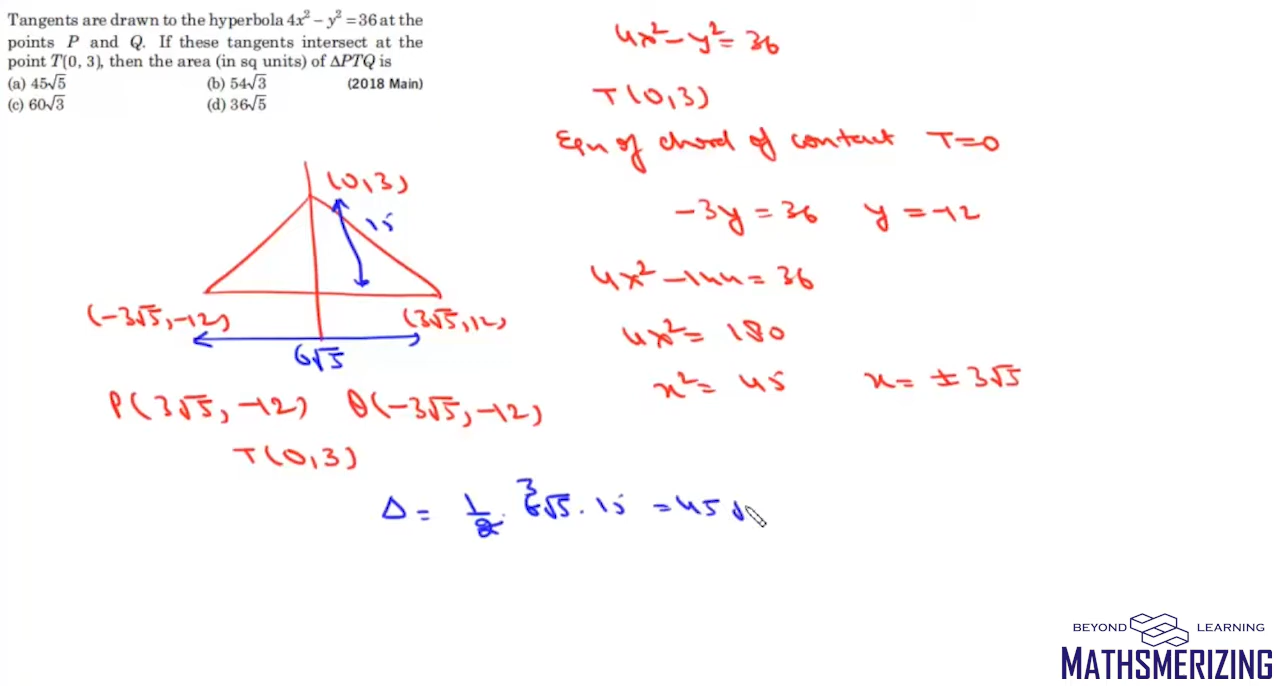 Tangents are drawn to the hyperbola 4x² – y² = 36 at the
points P and Q. If these tangents intersect at the
point T(0, 3), then the area (in sq units) of ΔPTQ is
(a) 45√5 (b) 54√3 (2018 Main)
(c) 60√3 (d) 36√5
4x² – y² = 36
T(0,3)
Eqn of chord of contact T=0
-3y = 36 y = -12
4x² – 144 = 36
4x² = 180
x² = 45 x = ± 3√5
(0,3)
15
(-3√5, -12) (3√5, 12)
6√5
P(3√5, -12) Q(-3√5, -12)
T(0,3)
Δ = 1/2 · 6√5 · 15 = 45√
3
BEYOND LEARNING
MATHSMERIZING